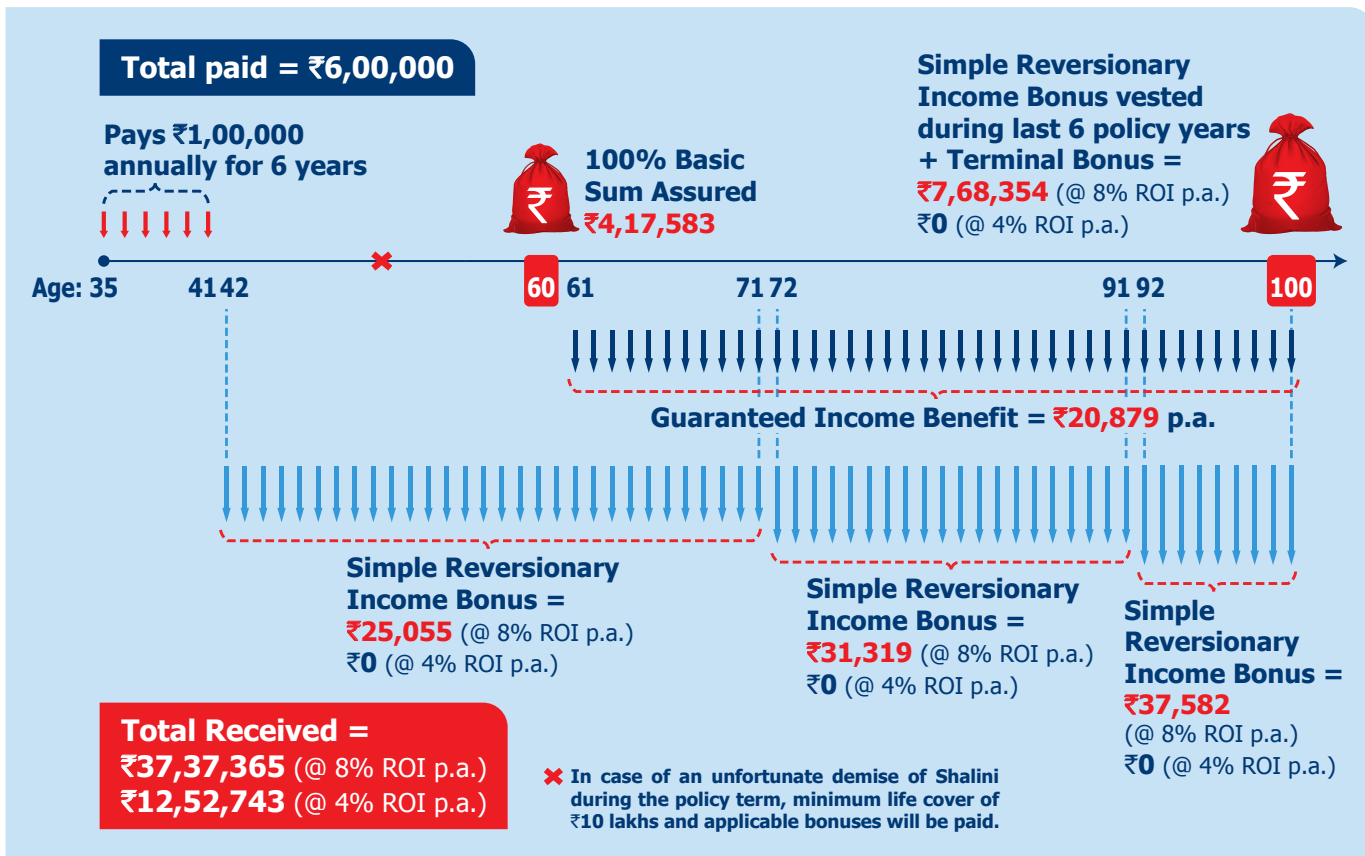 Total paid = ₹6,00,000
Pays ₹1,00,000
annually for 6 years
₹
100% Basic
Sum Assured
₹4,17,583
Simple Reversionary
Income Bonus vested
during last 6 policy years
+ Terminal Bonus =
₹7,68,354 (@ 8% ROI p.a.)
₹0 (@ 4% ROI p.a.)
₹
Age: 35 41 42 60 61 71 72 91 92 100
Guaranteed Income Benefit = ₹20,879 p.a.
Simple Reversionary
Income Bonus =
₹25,055 (@ 8% ROI p.a.)
₹0 (@ 4% ROI p.a.)
Simple Reversionary
Income Bonus =
₹31,319 (@ 8% ROI p.a.)
₹0 (@ 4% ROI p.a.)
Simple
Reversionary
Income Bonus =
₹37,582
(@ 8% ROI p.a.)
₹0 (@ 4% ROI p.a.)
Total Received =
₹37,37,365 (@ 8% ROI p.a.)
₹12,52,743 (@ 4% ROI p.a.)
In case of an unfortunate demise of Shalini
during the policy term, minimum life cover of
₹10 lakhs and applicable bonuses will be paid.